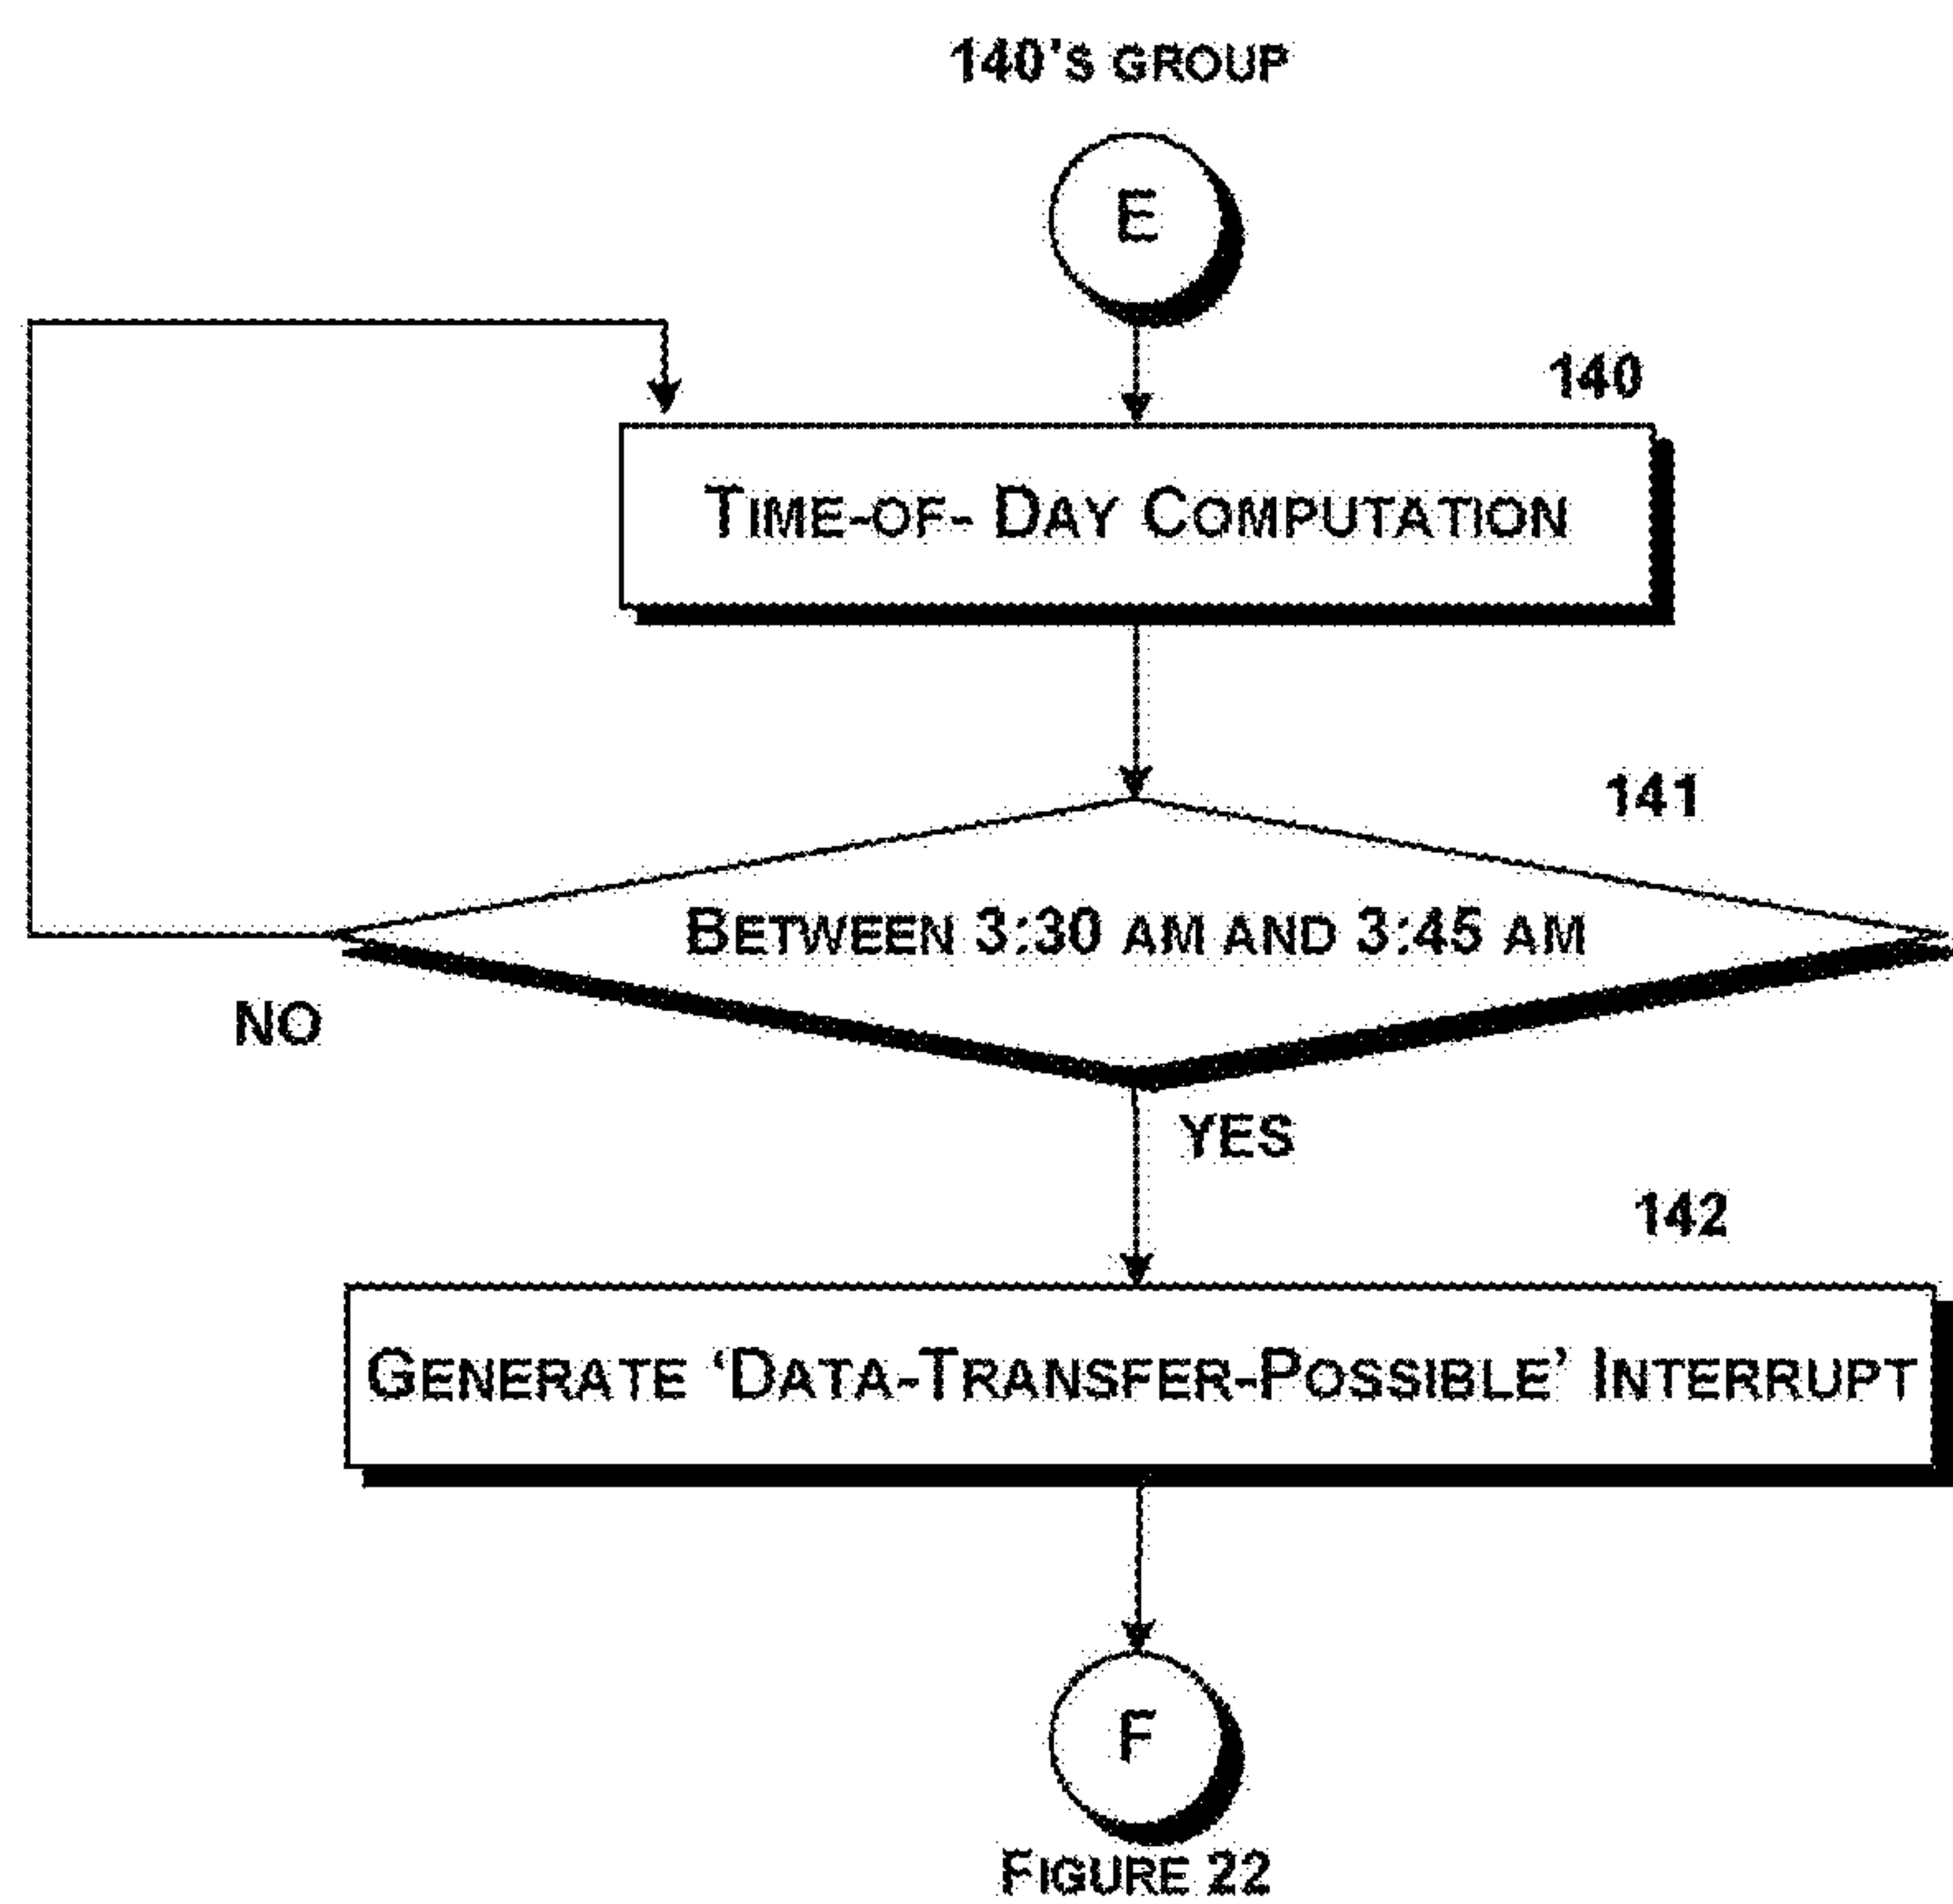 140'S GROUP
E
140
TIME-OF- DAY COMPUTATION
141
BETWEEN 3:30 AM AND 3:45 AM
NO
YES
142
GENERATE ‘DATA-TRANSFER-POSSIBLE’ INTERRUPT
F
FIGURE 22